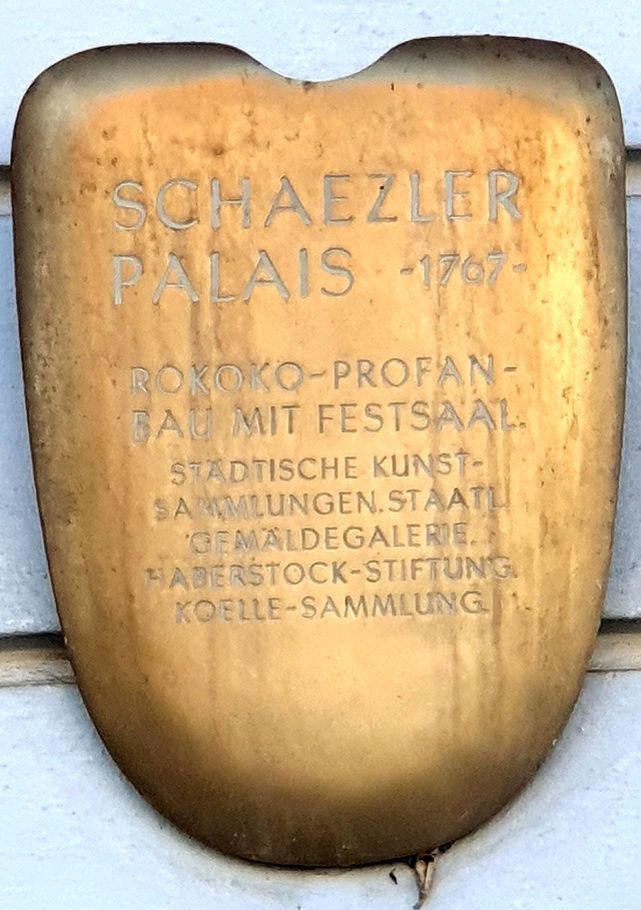 SCHAEZLER
PALAIS -1767-
ROKOKO-PROFAN-
BAU MIT FESTSAAL.
STÄDTISCHE KUNST-
SAMMLUNGEN. STAATL.
GEMÄLDEGALERIE.
HABERSTOCK-STIFTUNG.
KOELLE-SAMMLUNG.